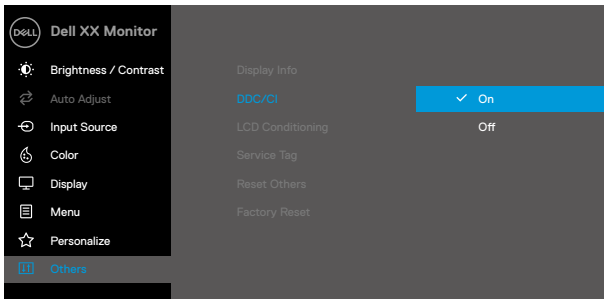 DELL
Dell XX Monitor
Brightness / Contrast
Auto Adjust
Input Source
Color
Display
Menu
Personalize
Others
Display Info
DDC/CI
LCD Conditioning
Service Tag
Reset Others
Factory Reset
On
Off